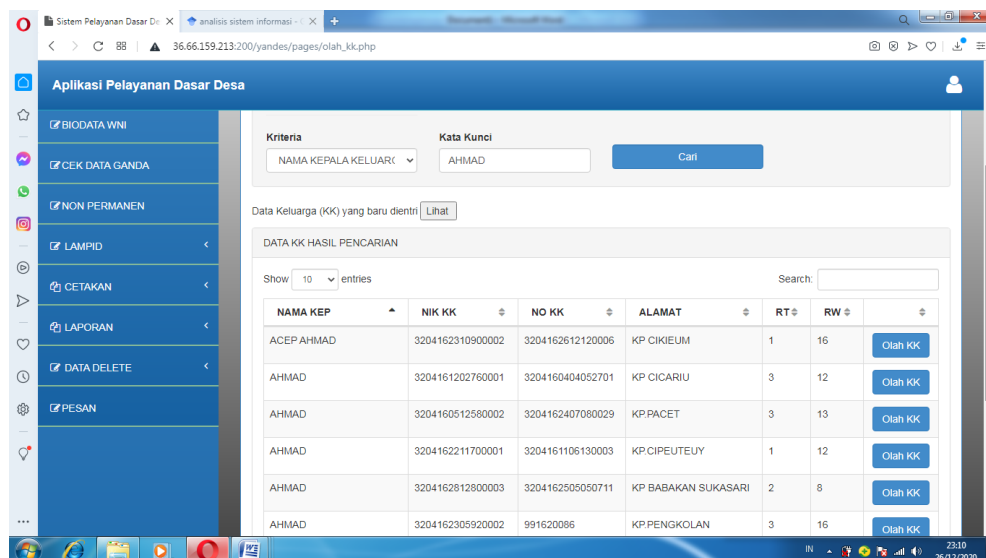 Sistem Pelayanan Dasar De
analisis sistem informasi - G
Document1 - Microsoft Word
36.66.159.213:200/yandes/pages/olah_kk.php
Aplikasi Pelayanan Dasar Desa
BIODATA WNI
CEK DATA GANDA
NON PERMANEN
LAMPID
CETAKAN
LAPORAN
DATA DELETE
PESAN
Kriteria Kata Kunci
NAMA KEPALA KELUARG AHMAD Cari
Data Keluarga (KK) yang baru dientri Lihat
DATA KK HASIL PENCARIAN
Show 10 entries Search:
NAMA KEP NIK KK NO KK ALAMAT RT RW
ACEP AHMAD 3204162310900002 3204162612120006 KP CIKIEUM 1 16 Olah KK
AHMAD 3204161202760001 3204160404052701 KP CICARIU 3 12 Olah KK
AHMAD 3204160512580002 3204162407080029 KP.PACET 3 13 Olah KK
AHMAD 3204162211700001 3204161106130003 KP.CIPEUTEUY 1 12 Olah KK
AHMAD 3204162812800003 3204162505050711 KP BABAKAN SUKASARI 2 8 Olah KK
AHMAD 3204162305920002 991620086 KP.PENGKOLAN 3 16 Olah KK
IN 23:10
26/12/2020